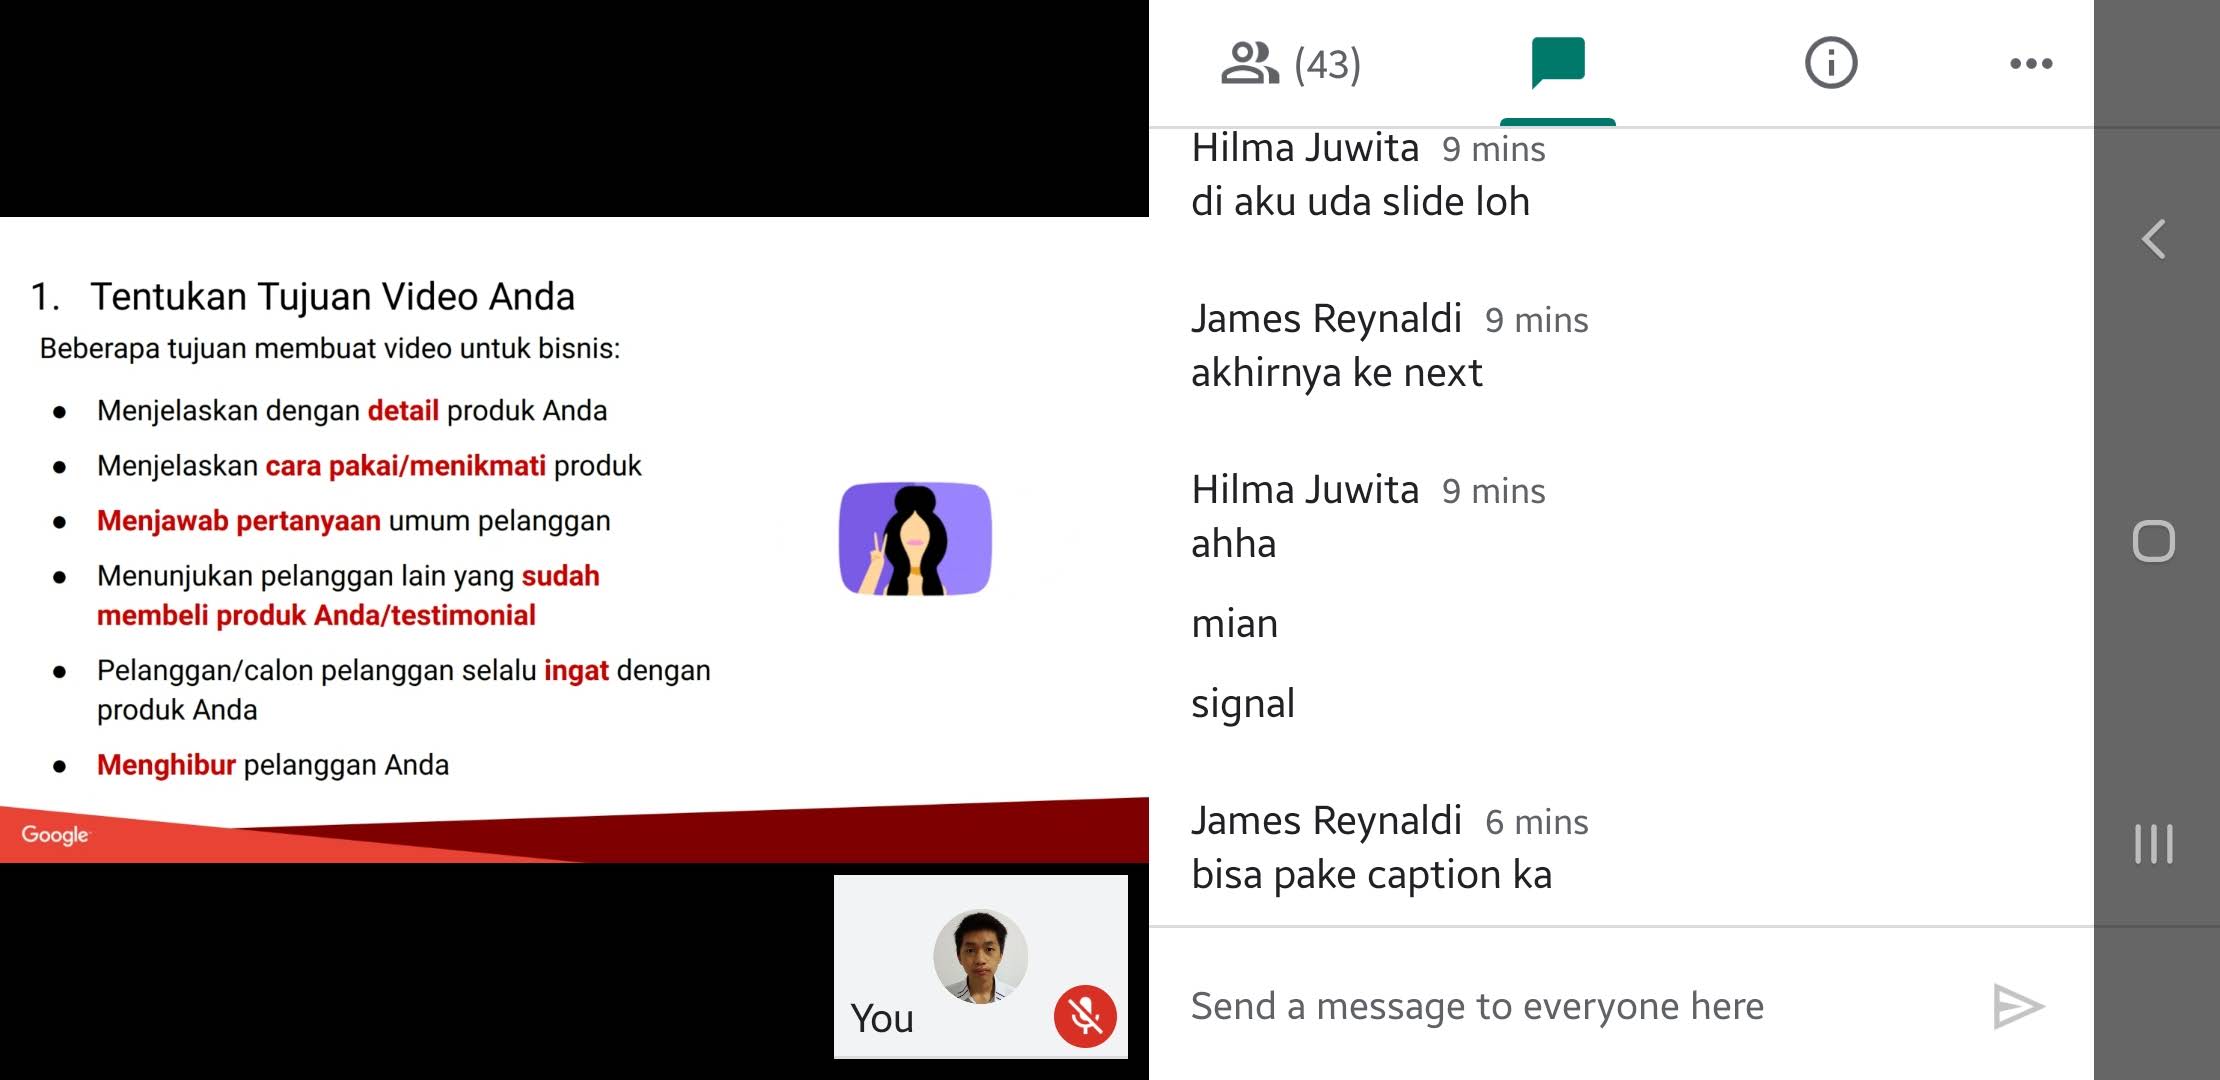 1. Tentukan Tujuan Video Anda
Beberapa tujuan membuat video untuk bisnis:
● Menjelaskan dengan detail produk Anda
● Menjelaskan cara pakai/menikmati produk
● Menjawab pertanyaan umum pelanggan
● Menunjukan pelanggan lain yang sudah
membeli produk Anda/testimonial
● Pelanggan/calon pelanggan selalu ingat dengan
produk Anda
● Menghibur pelanggan Anda
Google
You
(43)
Hilma Juwita 9 mins
di aku uda slide loh
James Reynaldi 9 mins
akhirnya ke next
Hilma Juwita 9 mins
ahha
mian
signal
James Reynaldi 6 mins
bisa pake caption ka
Send a message to everyone here